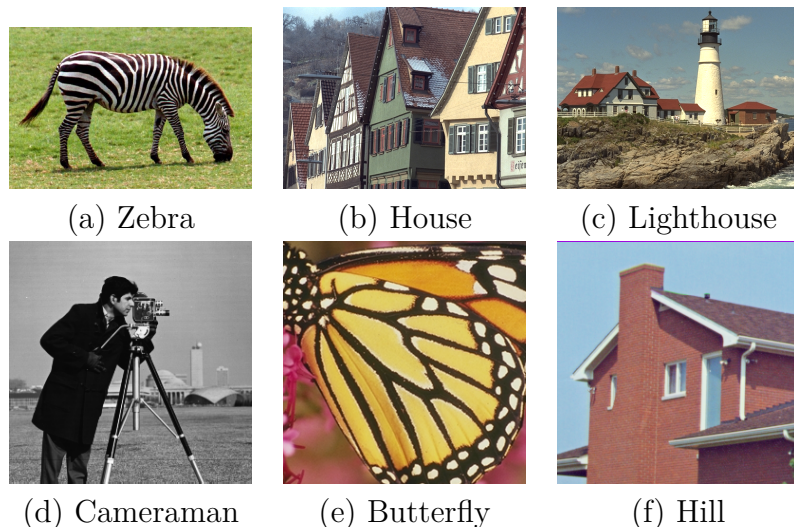 (a) Zebra
(b) House
(c) Lighthouse
(d) Cameraman
(e) Butterfly
(f) Hill